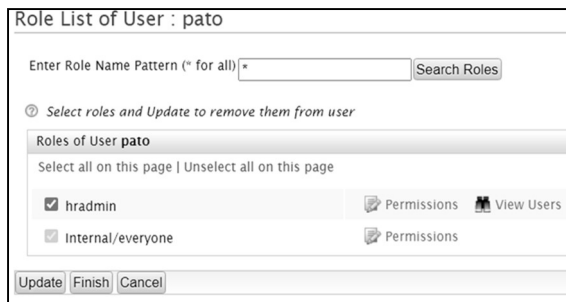 Role List of User : pato
Enter Role Name Pattern (* for all) * Search Roles
Select roles and Update to remove them from user
Roles of User pato
Select all on this page | Unselect all on this page
hradmin Permissions View Users
Internal/everyone Permissions
Update Finish Cancel